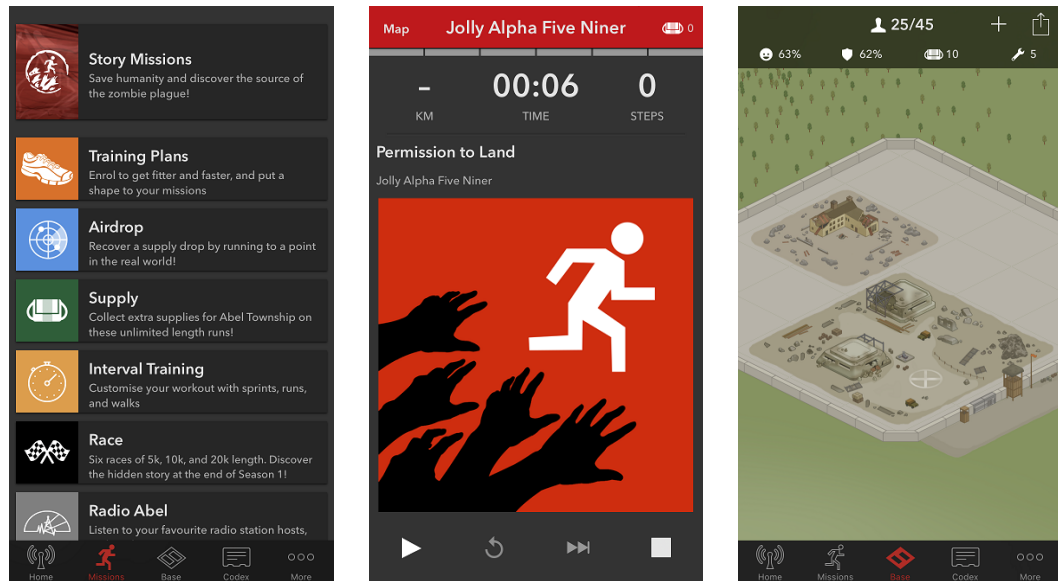 Story Missions
Save humanity and discover the source of
the zombie plague!
Training Plans
Enrol to get fitter and faster, and put a
shape to your missions
Airdrop
Recover a supply drop by running to a point
in the real world!
Supply
Collect extra supplies for Abel Township on
these unlimited length runs!
Interval Training
Customise your workout with sprints, runs,
and walks
Race
Six races of 5k, 10k, and 20k length. Discover
the hidden story at the end of Season 1!
Radio Abel
Listen to your favourite radio station hosts,
Home
Missions
Base
Codex
More
Map
Jolly Alpha Five Niner
0
-
00:06
0
KM
TIME
STEPS
Permission to Land
Jolly Alpha Five Niner
25/45
63%
62%
10
5
Home
Missions
Base
Codex
More